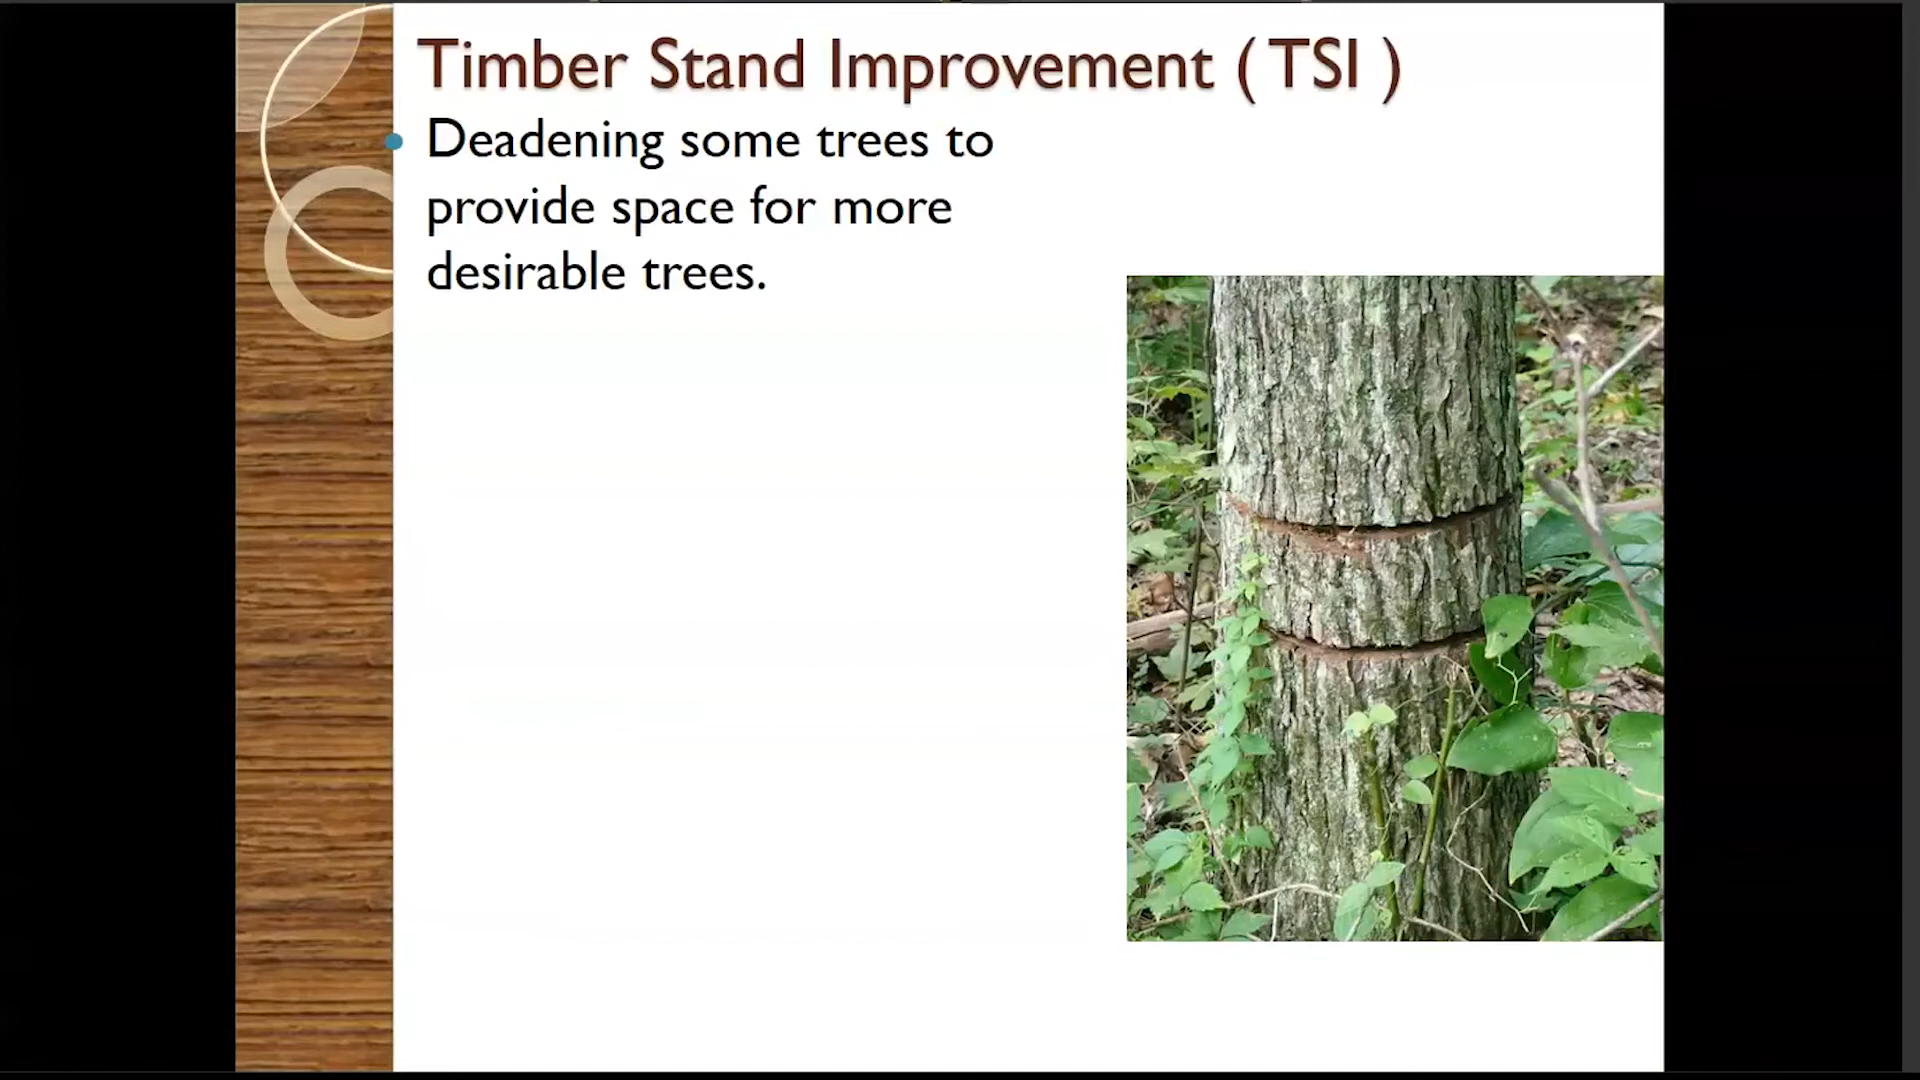 Timber Stand Improvement ( TSI )
Deadening some trees to
provide space for more
desirable trees.